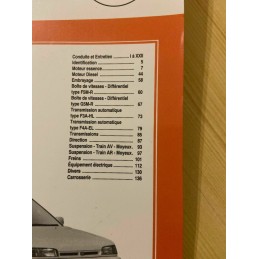 Conduite et Entretien ... I à XXII
Identification ... 5
Moteur essence ... 7
Moteur Diesel ... 44
Embrayage ... 58
Boîte de vitesses - Différentiel
type F5M-R ... 60
Boîte de vitesses - Différentiel
type G5M-R ... 67
Transmission automatique
type F3A-HL ... 73
Transmission automatique
type F4A-EL ... 79
Transmissions ... 85
Direction ... 87
Suspension - Train AV - Moyeux. 93
Suspension - Train AR - Moyeux. 97
Freins ... 101
Équipement électrique ... 112
Divers ... 130
Carrosserie ... 136